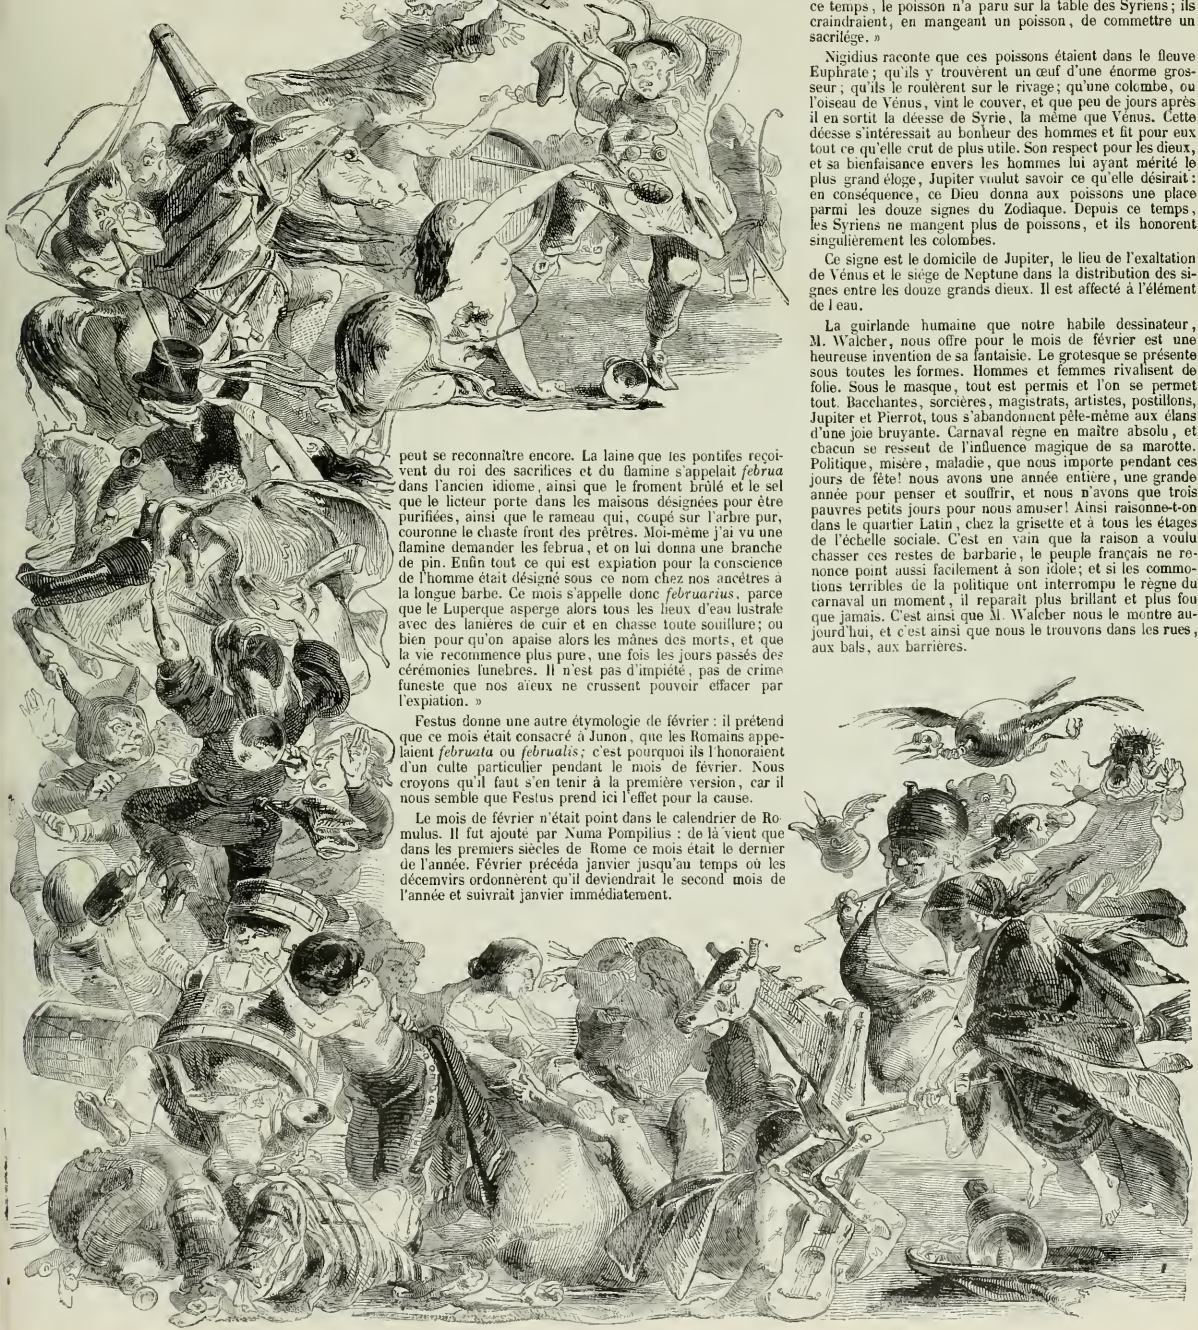 peut se reconnaître encore. La laine que les pontifes reçoi-
vent du roi des sacrifices et du flamine s'appelait februa
dans l'ancien idiome, ainsi que le froment brûlé et le sel
que le licteur porte dans les maisons désignées pour être
purifiées, ainsi que le rameau qui, coupé sur l'arbre pur,
couronne le chaste front des prêtres. Moi-même j'ai vu une
flamine demander les februa, et on lui donna une branche
de pin. Enfin tout ce qui est expiation pour la conscience
de l'homme était désigné sous ce nom chez nos ancêtres à
la longue barbe. Ce mois s'appelle donc februarius, parce
que le Luperque asperge alors tous les lieux d'eau lustrale
avec des lanières de cuir et en chasse toute souillure; ou
bien pour qu'on apaise alors les mânes des morts, et que
la vie recommence plus pure, une fois les jours passés des
cérémonies funebres. Il n'est pas d'impiété, pas de crime
funeste que nos aïeux ne crussent pouvoir effacer par
l'expiation. »
Festus donne une autre étymologie de février : il prétend
que ce mois était consacré à Junon, que les Romains appe-
laient februata ou februalis; c'est pourquoi ils l'honoraient
d'un culte particulier pendant le mois de février. Nous
croyons qu'il faut s'en tenir à la première version, car il
nous semble que Festus prend ici l'effet pour la cause.
Le mois de février n'était point dans le calendrier de Ro-
mulus. Il fut ajouté par Numa Pompilius : de là vient que
dans les premiers siècles de Rome ce mois était le dernier
de l'année. Février précéda janvier jusqu'au temps où les
décemvirs ordonnèrent qu'il deviendrait le second mois de
l'année et suivrait janvier immédiatement.
ce temps, le poisson n'a paru sur la table des Syriens; ils
craindraient, en mangeant un poisson, de commettre un
sacrilége. »
Nigidius raconte que ces poissons étaient dans le fleuve
Euphrate; qu'ils y trouvèrent un œuf d'une énorme gros-
seur; qu'ils le roulèrent sur le rivage; qu'une colombe, ou
l'oiseau de Vénus, vint le couver, et que peu de jours après
il en sortit la déesse de Syrie, la même que Vénus. Cette
déesse s'intéressait au bonheur des hommes et fit pour eux
tout ce qu'elle crut de plus utile. Son respect pour les dieux,
et sa bienfaisance envers les hommes lui ayant mérité le
plus grand éloge, Jupiter voulut savoir ce qu'elle désirait :
en conséquence, ce Dieu donna aux poissons une place
parmi les douze signes du Zodiaque. Depuis ce temps,
les Syriens ne mangent plus de poissons, et ils honorent
singulièrement les colombes.
Ce signe est le domicile de Jupiter, le lieu de l'exaltation
de Vénus et le siége de Neptune dans la distribution des si-
gnes entre les douze grands dieux. Il est affecté à l'élément
de l eau.
La guirlande humaine que notre habile dessinateur,
M. Walcher, nous offre pour le mois de février est une
heureuse invention de sa fantaisie. Le grotesque se présente
sous toutes les formes. Hommes et femmes rivalisent de
folie. Sous le masque, tout est permis et l'on se permet
tout. Bacchantes, sorcières, magistrats, artistes, postillons,
Jupiter et Pierrot, tous s'abandonnent pêle-même aux élans
d'une joie bruyante. Carnaval règne en maître absolu, et
chacun se ressent de l'influence magique de sa marotte.
Politique, misère, maladie, que nous importe pendant ces
jours de fête! nous avons une année entière, une grande
année pour penser et souffrir, et nous n'avons que trois
pauvres petits jours pour nous amuser! Ainsi raisonne-t-on
dans le quartier Latin, chez la grisette et à tous les étages
de l'échelle sociale. C'est en vain que la raison a voulu
chasser ces restes de barbarie, le peuple français ne re-
nonce point aussi facilement à son idole; et si les commo-
tions terribles de la politique ont interrompu le règne du
carnaval un moment, il reparaît plus brillant et plus fou
que jamais. C'est ainsi que M. Walcher nous le montre au-
jourd'hui, et c'est ainsi que nous le trouvons dans les rues,
aux bals, aux barrières.